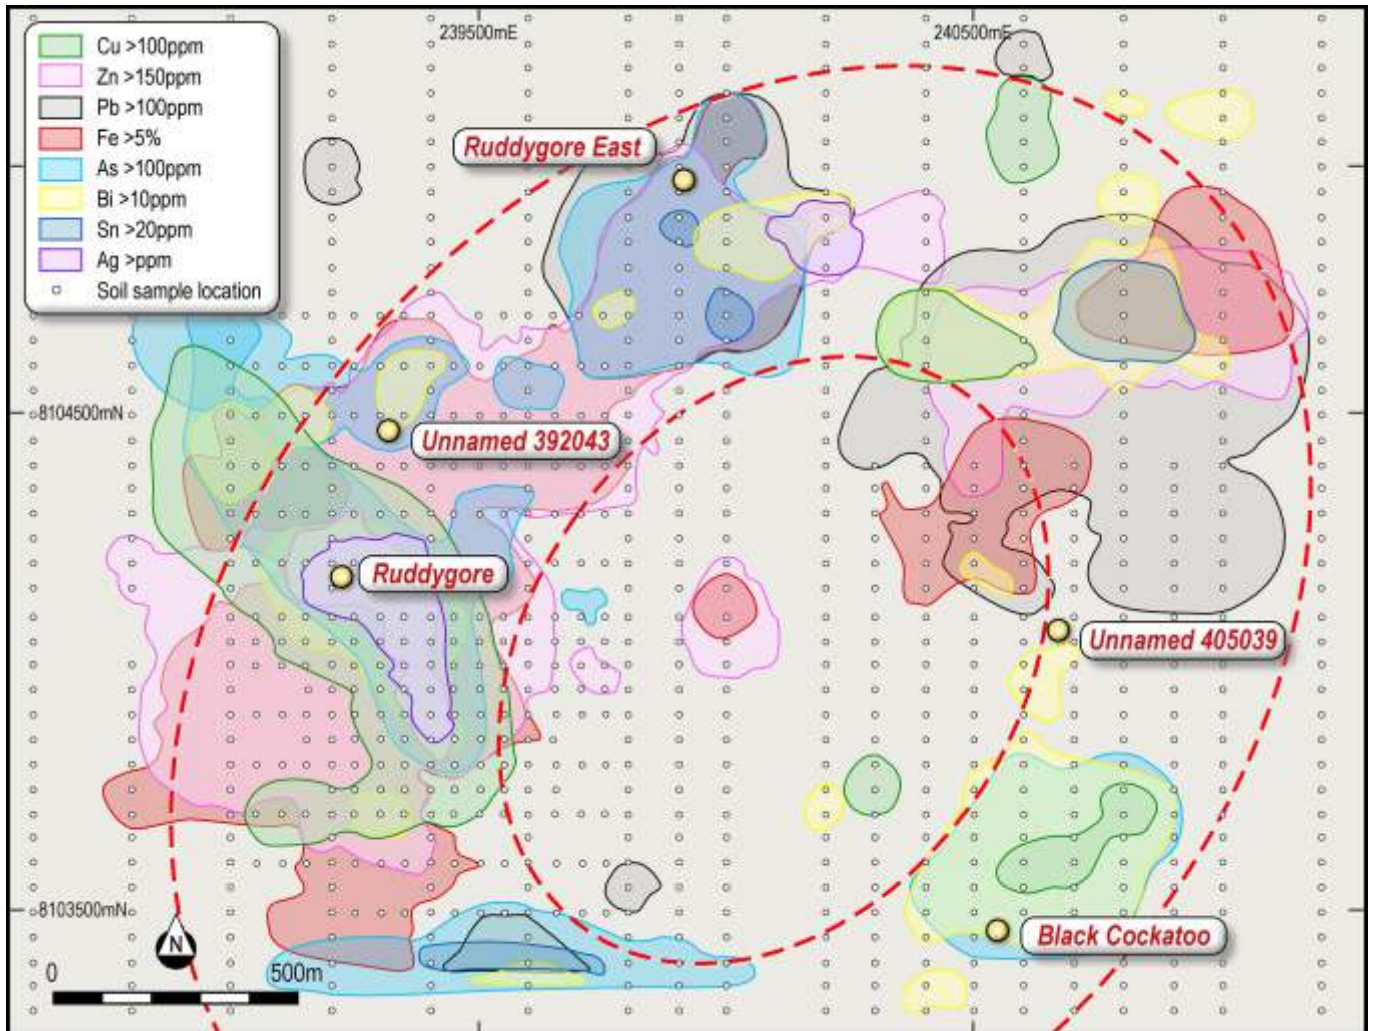 239500mE
240500mE
Cu >100ppm
Zn >150ppm
Pb >100ppm
Fe >5%
As >100ppm
Bi >10ppm
Sn >20ppm
Ag >ppm
Soil sample location
Ruddygore East
8104500mN
Unnamed 392043
Ruddygore
Unnamed 405039
8103500mN
Black Cockatoo
N
0
500m